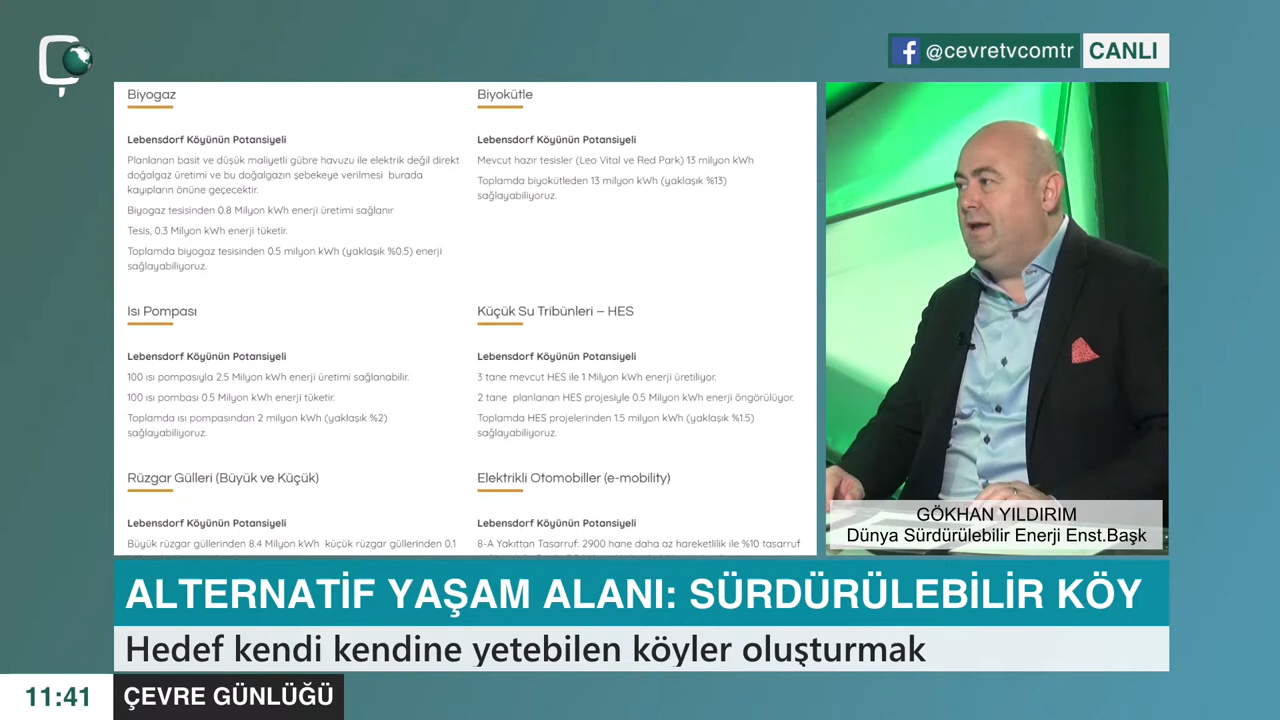 Ç
@cevretvcomtr CANLI
Biyogaz
Lebensdorf Köyünün Potansiyeli
Planlanan basit ve düşük maliyetli gübre havuzu ile elektrik değil direkt
doğalgaz üretimi ve bu doğalgazın şebekeye verilmesi burada
kayıpların önüne geçecektir.
Biyogaz tesisinden 0.8 Milyon kWh enerji üretimi sağlanır
Tesis, 0.3 Milyon kWh enerji tüketir.
Toplamda biyogaz tesisinden 0.5 milyon kWh (yaklaşık %0.5) enerji
sağlayabiliyoruz.
Biyokütle
Lebensdorf Köyünün Potansiyeli
Mevcut hazır tesisler (Leo Vital ve Red Park) 13 milyon kWh
Toplamda biyokütleden 13 milyon kWh (yaklaşık %13)
sağlayabiliyoruz.
Isı Pompası
Lebensdorf Köyünün Potansiyeli
100 ısı pompasıyla 2.5 Milyon kWh enerji üretimi sağlanabilir.
100 ısı pombası 0.5 Milyon kWh enerji tüketir.
Toplamda ısı pompasından 2 milyon kWh (yaklaşık %2)
sağlayabiliyoruz.
Küçük Su Tribünleri – HES
Lebensdorf Köyünün Potansiyeli
3 tane mevcut HES ile 1 Milyon kWh enerji üretiliyor.
2 tane planlanan HES projesiyle 0.5 Milyon kWh enerji öngörülüyor.
Toplamda HES projelerinden 1.5 milyon kWh (yaklaşık %1.5)
sağlayabiliyoruz.
Rüzgar Gülleri (Büyük ve Küçük)
Lebensdorf Köyünün Potansiyeli
Büyük rüzgar güllerinden 8.4 Milyon kWh küçük rüzgar güllerinden 0.1
Elektrikli Otomobiller (e-mobility)
Lebensdorf Köyünün Potansiyeli
8-A Yakıttan Tasarruf: 2900 hane daha az hareketlilik ile %10 tasarruf
GÖKHAN YILDIRIM
Dünya Sürdürülebilir Enerji Enst.Başk
ALTERNATİF YAŞAM ALANI: SÜRDÜRÜLEBİLİR KÖY
Hedef kendi kendine yetebilen köyler oluşturmak
11:41 ÇEVRE GÜNLÜĞÜ